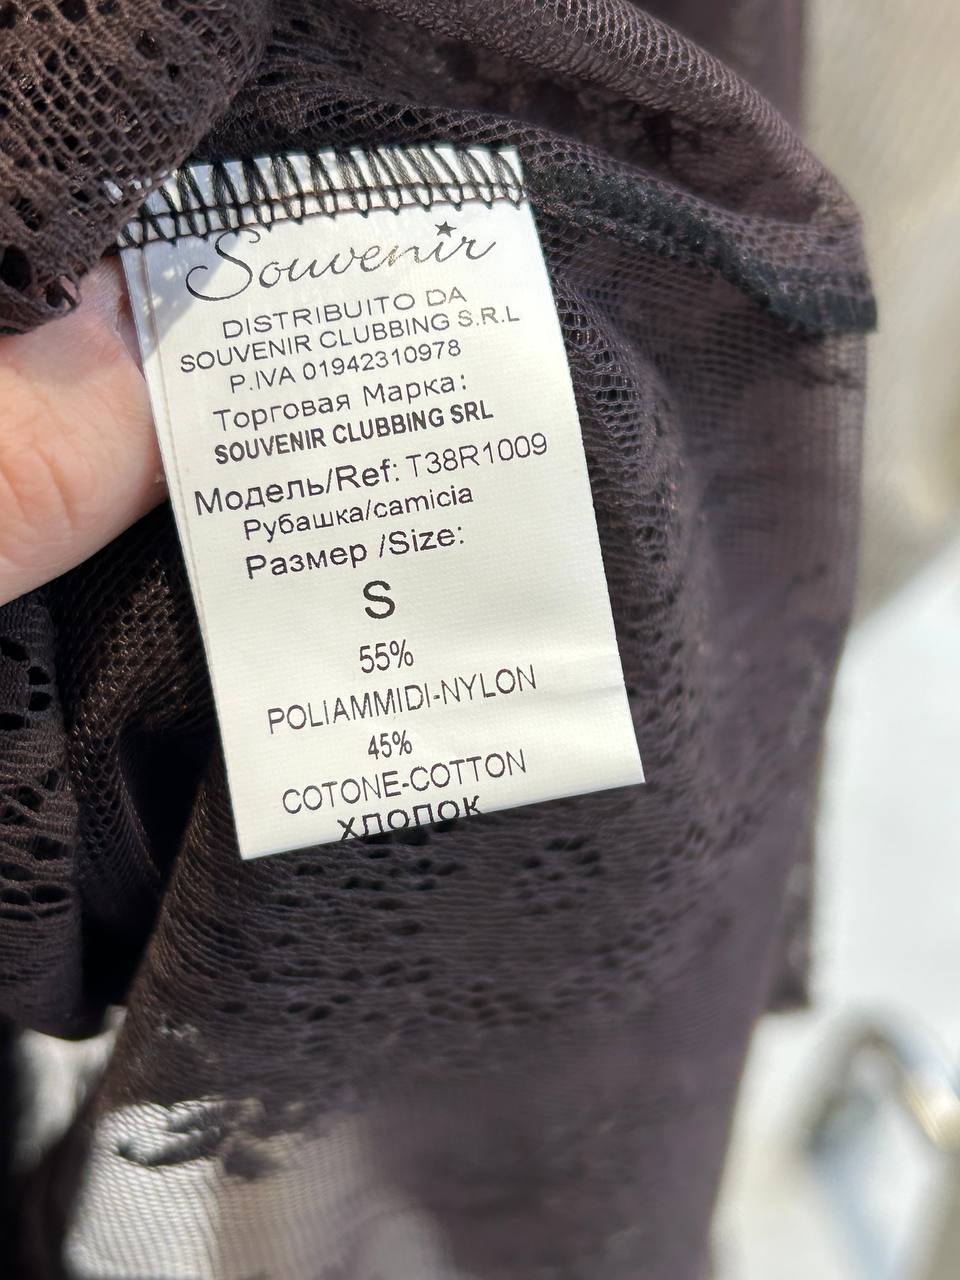 Souvenir
DISTRIBUITO DA
SOUVENIR CLUBBING S.R.L
P.IVA 01942310978
Торговая Марка:
SOUVENIR CLUBBING SRL
Модель/Ref: T38R1009
Рубашка/camicia
Размер /Size:
S
55%
POLIAMMIDI-NYLON
45%
COTONE-COTTON
ХЛОПОК